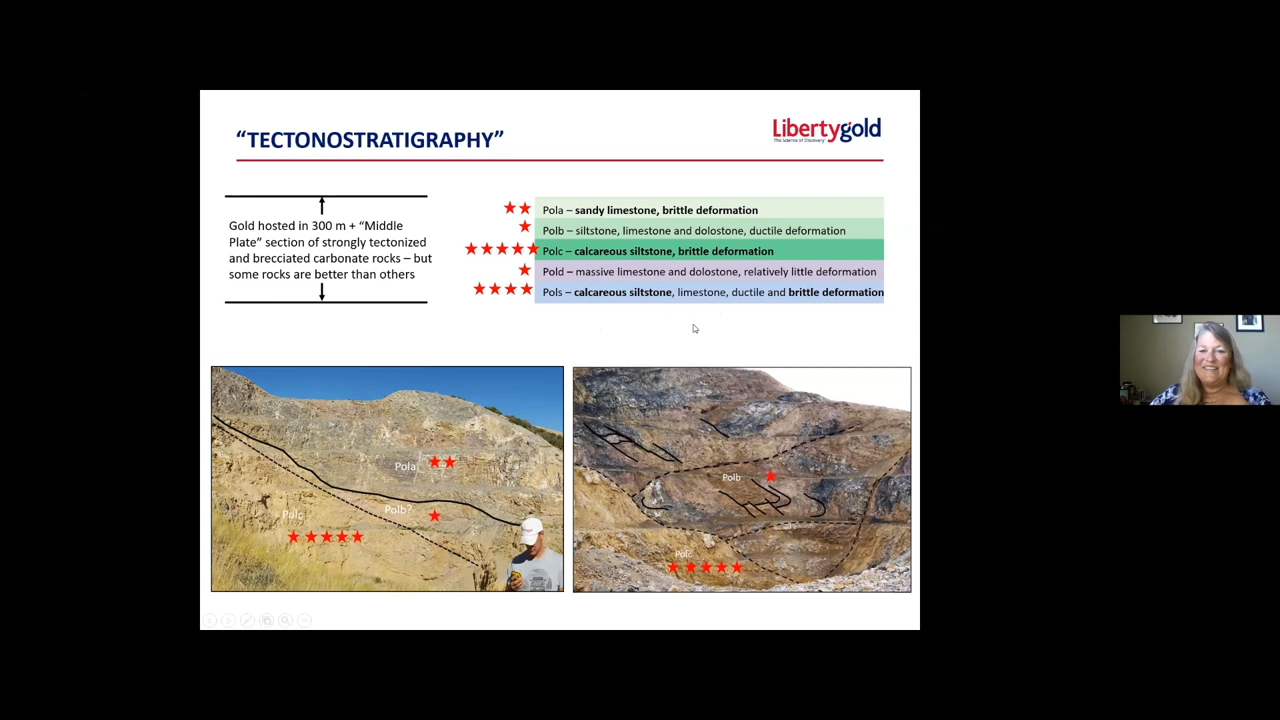 “TECTONOSTRATIGRAPHY”
Libertygold
The Science of Discovery
Gold hosted in 300 m + “Middle
Plate” section of strongly tectonized
and brecciated carbonate rocks – but
some rocks are better than others
Pola – sandy limestone, brittle deformation
Polb – siltstone, limestone and dolostone, ductile deformation
Polc – calcareous siltstone, brittle deformation
Pold – massive limestone and dolostone, relatively little deformation
Pols – calcareous siltstone, limestone, ductile and brittle deformation
Pola
Polc
Polb?
Polb
Polc